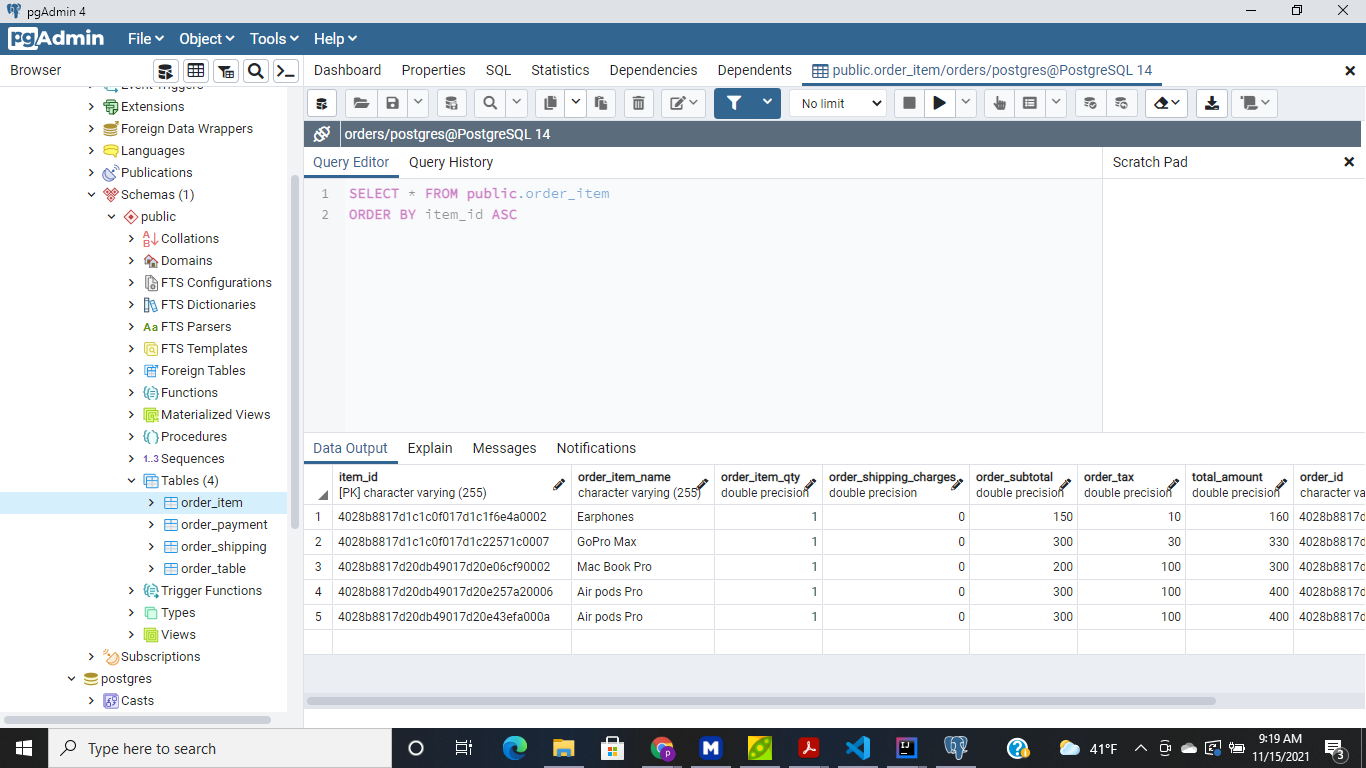 pgAdmin 4
pgAdmin File Object Tools Help
Browser
Dashboard Properties SQL Statistics Dependencies Dependents public.order_item/orders/postgres@PostgreSQL 14
Event Triggers
Extensions
Foreign Data Wrappers
Languages
Publications
Schemas (1)
public
Collations
Domains
FTS Configurations
FTS Dictionaries
Aa FTS Parsers
FTS Templates
Foreign Tables
Functions
Materialized Views
Procedures
1..3 Sequences
Tables (4)
order_item
order_payment
order_shipping
order_table
Trigger Functions
Types
Views
Subscriptions
postgres
Casts
No limit
orders/postgres@PostgreSQL 14
Query Editor Query History
Scratch Pad
1 SELECT * FROM public.order_item
2 ORDER BY item_id ASC
Data Output Explain Messages Notifications
item_id order_item_name order_item_qty order_shipping_charges order_subtotal order_tax total_amount order_id
[PK] character varying (255) character varying (255) double precision double precision double precision double precision double precision character va
1 4028b8817d1c1c0f017d1c1f6e4a0002 Earphones 1 0 150 10 160 4028b8817d
2 4028b8817d1c1c0f017d1c22571c0007 GoPro Max 1 0 300 30 330 4028b8817d
3 4028b8817d20db49017d20e06cf90002 Mac Book Pro 1 0 200 100 300 4028b8817d
4 4028b8817d20db49017d20e257a20006 Air pods Pro 1 0 300 100 400 4028b8817d
5 4028b8817d20db49017d20e43efa000a Air pods Pro 1 0 300 100 400 4028b8817d
Type here to search
41°F
9:19 AM
11/15/2021
3